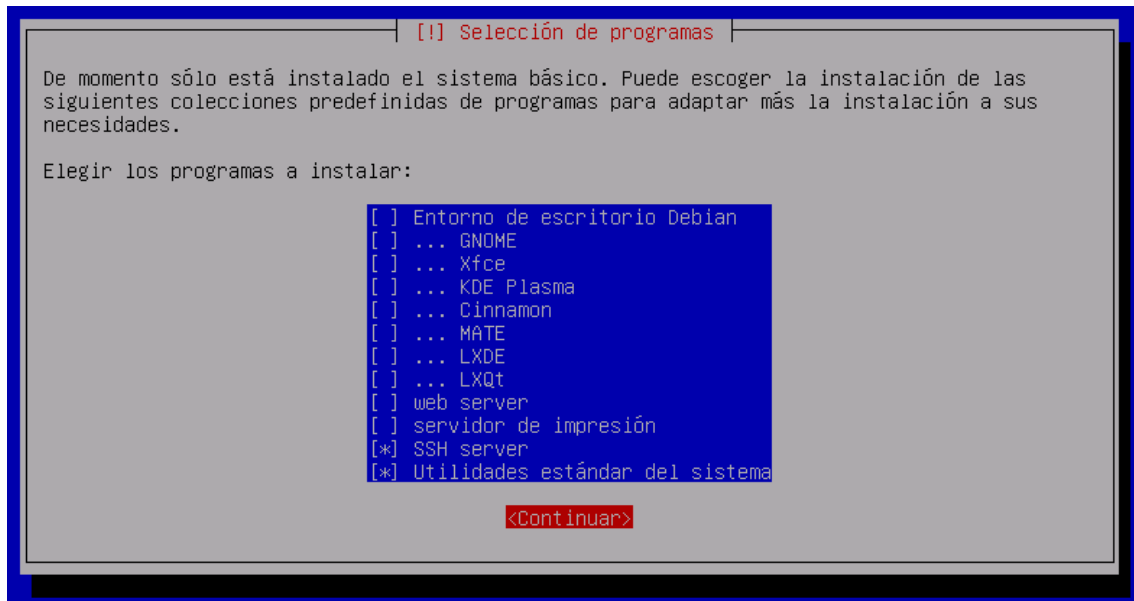 [!] Selección de programas
De momento sólo está instalado el sistema básico. Puede escoger la instalación de las
siguientes colecciones predefinidas de programas para adaptar más la instalación a sus
necesidades.
Elegir los programas a instalar:
[ ] Entorno de escritorio Debian
[ ] ... GNOME
[ ] ... Xfce
[ ] ... KDE Plasma
[ ] ... Cinnamon
[ ] ... MATE
[ ] ... LXDE
[ ] ... LXQt
[ ] web server
[ ] servidor de impresión
[*] SSH server
[*] Utilidades estándar del sistema
<Continuar>